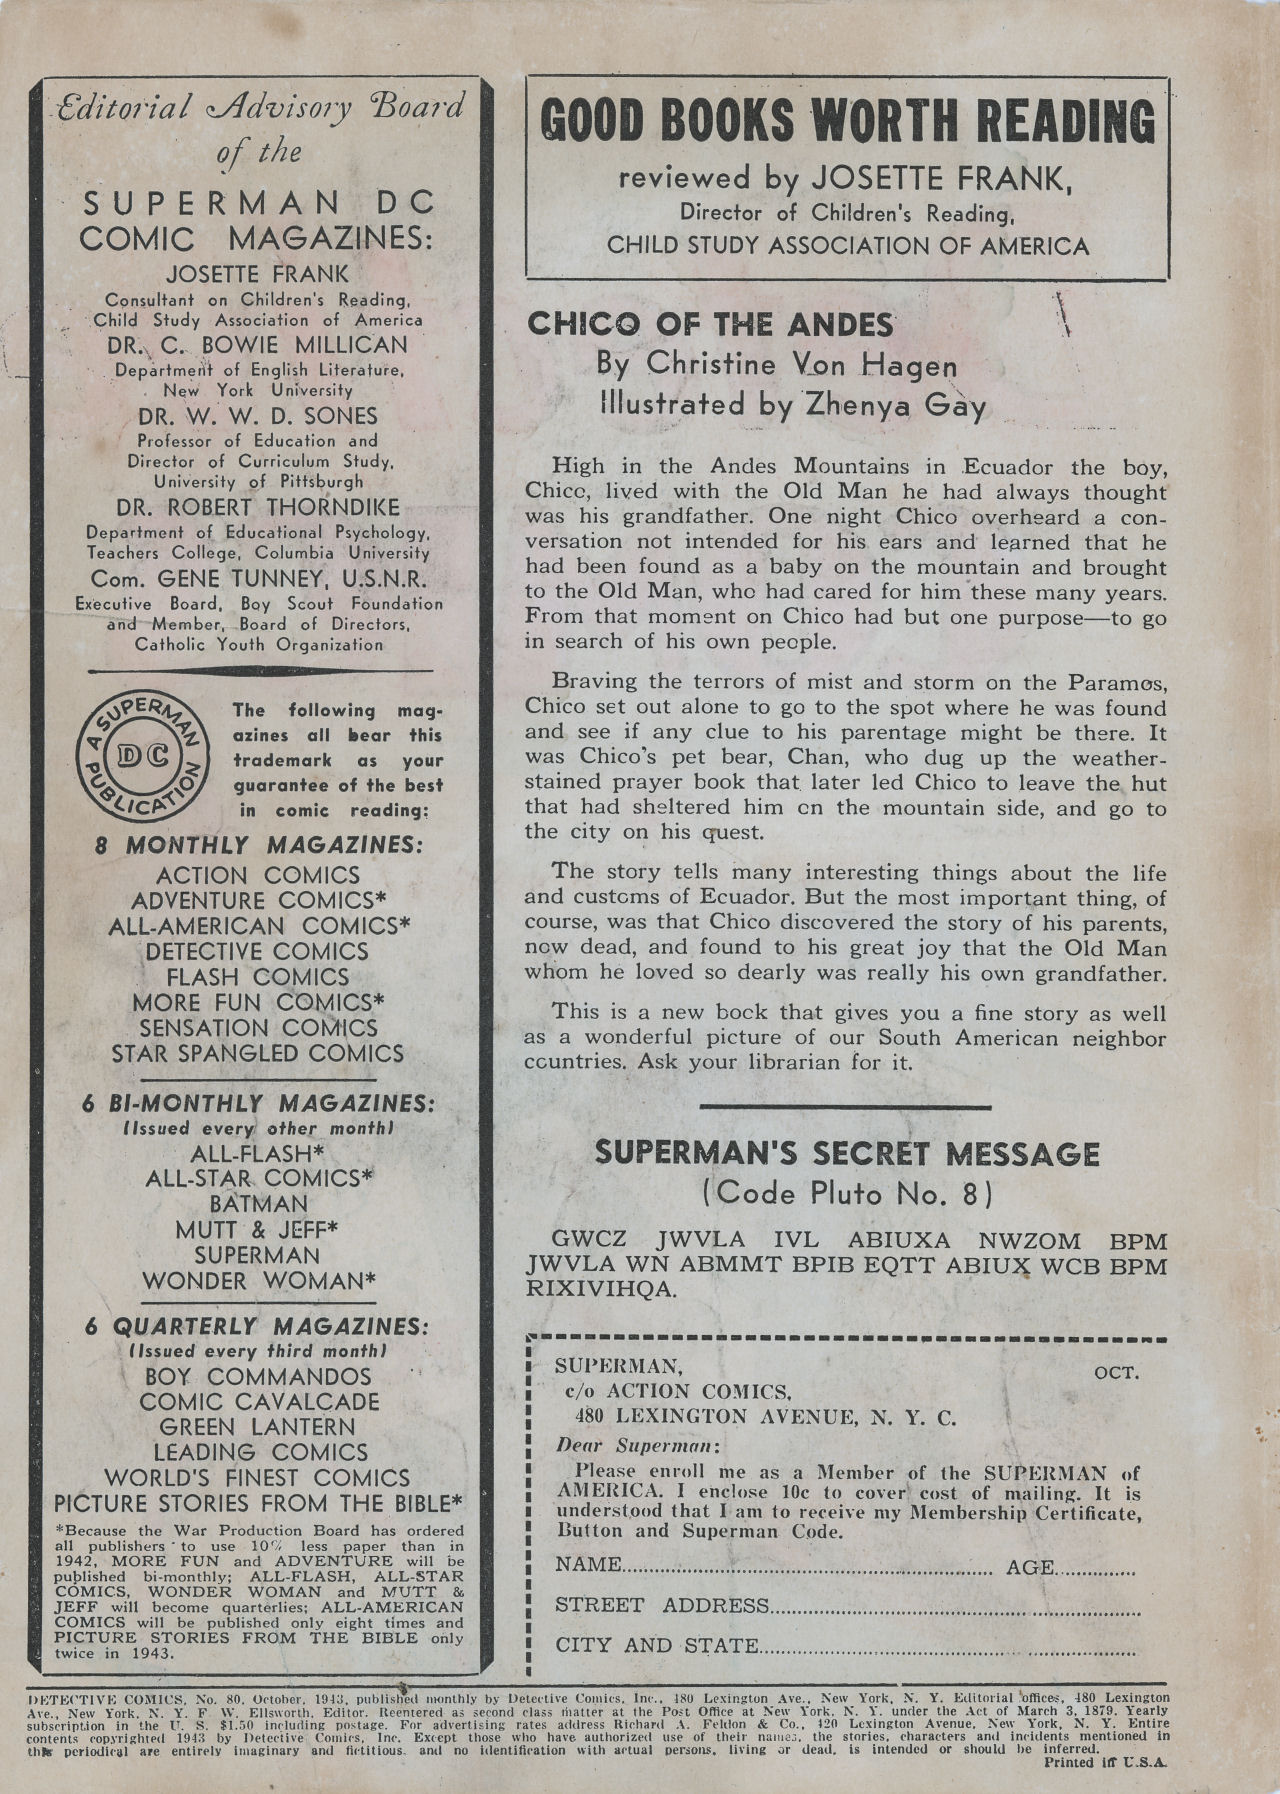 Editorial Advisory Board
of the
SUPERMAN DC
COMIC MAGAZINES:
JOSETTE FRANK
Consultant on Children's Reading,
Child Study Association of America
DR. C. BOWIE MILLICAN
Department of English Literature,
New York University
DR. W. W. D. SONES
Professor of Education and
Director of Curriculum Study,
University of Pittsburgh
DR. ROBERT THORNDIKE
Department of Educational Psychology,
Teachers College, Columbia University
Com. GENE TUNNEY, U.S.N.R.
Executive Board, Boy Scout Foundation
and Member, Board of Directors,
Catholic Youth Organization
A SUPERMAN DC PUBLICATION
The following mag-
azines all bear this
trademark as your
guarantee of the best
in comic reading:
8 MONTHLY MAGAZINES:
ACTION COMICS
ADVENTURE COMICS*
ALL-AMERICAN COMICS*
DETECTIVE COMICS
FLASH COMICS
MORE FUN COMICS*
SENSATION COMICS
STAR SPANGLED COMICS
6 BI-MONTHLY MAGAZINES:
(Issued every other month)
ALL-FLASH*
ALL-STAR COMICS*
BATMAN
MUTT & JEFF*
SUPERMAN
WONDER WOMAN*
6 QUARTERLY MAGAZINES:
(Issued every third month)
BOY COMMANDOS
COMIC CAVALCADE
GREEN LANTERN
LEADING COMICS
WORLD'S FINEST COMICS
PICTURE STORIES FROM THE BIBLE*
*Because the War Production Board has ordered
all publishers to use 10% less paper than in
1942, MORE FUN and ADVENTURE will be
published bi-monthly; ALL-FLASH, ALL-STAR
COMICS, WONDER WOMAN and MUTT &
JEFF will become quarterlies; ALL-AMERICAN
COMICS will be published only eight times and
PICTURE STORIES FROM THE BIBLE only
twice in 1943.
GOOD BOOKS WORTH READING
reviewed by JOSETTE FRANK,
Director of Children's Reading,
CHILD STUDY ASSOCIATION OF AMERICA
CHICO OF THE ANDES
By Christine Von Hagen
Illustrated by Zhenya Gay
High in the Andes Mountains in Ecuador the boy,
Chico, lived with the Old Man he had always thought
was his grandfather. One night Chico overheard a con-
versation not intended for his ears and learned that he
had been found as a baby on the mountain and brought
to the Old Man, who had cared for him these many years.
From that moment on Chico had but one purpose—to go
in search of his own people.
Braving the terrors of mist and storm on the Paramos,
Chico set out alone to go to the spot where he was found
and see if any clue to his parentage might be there. It
was Chico's pet bear, Chan, who dug up the weather-
stained prayer book that later led Chico to leave the hut
that had sheltered him on the mountain side, and go to
the city on his quest.
The story tells many interesting things about the life
and customs of Ecuador. But the most important thing, of
course, was that Chico discovered the story of his parents,
now dead, and found to his great joy that the Old Man
whom he loved so dearly was really his own grandfather.
This is a new book that gives you a fine story as well
as a wonderful picture of our South American neighbor
countries. Ask your librarian for it.
SUPERMAN'S SECRET MESSAGE
(Code Pluto No. 8)
GWCZ JWVLA IVL ABIUXA NWZOM BPM
JWVLA WN ABMMT BPIB EQTT ABIUX WCB BPM
RIXIVIHQA.
SUPERMAN, OCT.
c/o ACTION COMICS,
480 LEXINGTON AVENUE, N. Y. C.
Dear Superman:
Please enroll me as a Member of the SUPERMAN of
AMERICA. I enclose 10c to cover cost of mailing. It is
understood that I am to receive my Membership Certificate,
Button and Superman Code.
NAME.......... AGE..........
STREET ADDRESS..........
CITY AND STATE..........
DETECTIVE COMICS, No. 80, October, 1943, published monthly by Detective Comics, Inc., 480 Lexington Ave., New York, N. Y. Editorial offices, 480 Lexington
Ave., New York, N. Y. F. W. Ellsworth, Editor. Reentered as second class matter at the Post Office at New York, N. Y. under the Act of March 3, 1879. Yearly
subscription in the U. S. $1.50 including postage. For advertising rates address Richard A. Feldon & Co., 420 Lexington Avenue, New York, N. Y. Entire
contents copyrighted 1943 by Detective Comics, Inc. Except those who have authorized use of their names, the stories, characters and incidents mentioned in
this periodical are entirely imaginary and fictitious, and no identification with actual persons, living or dead, is intended or should be inferred.
Printed in U.S.A.